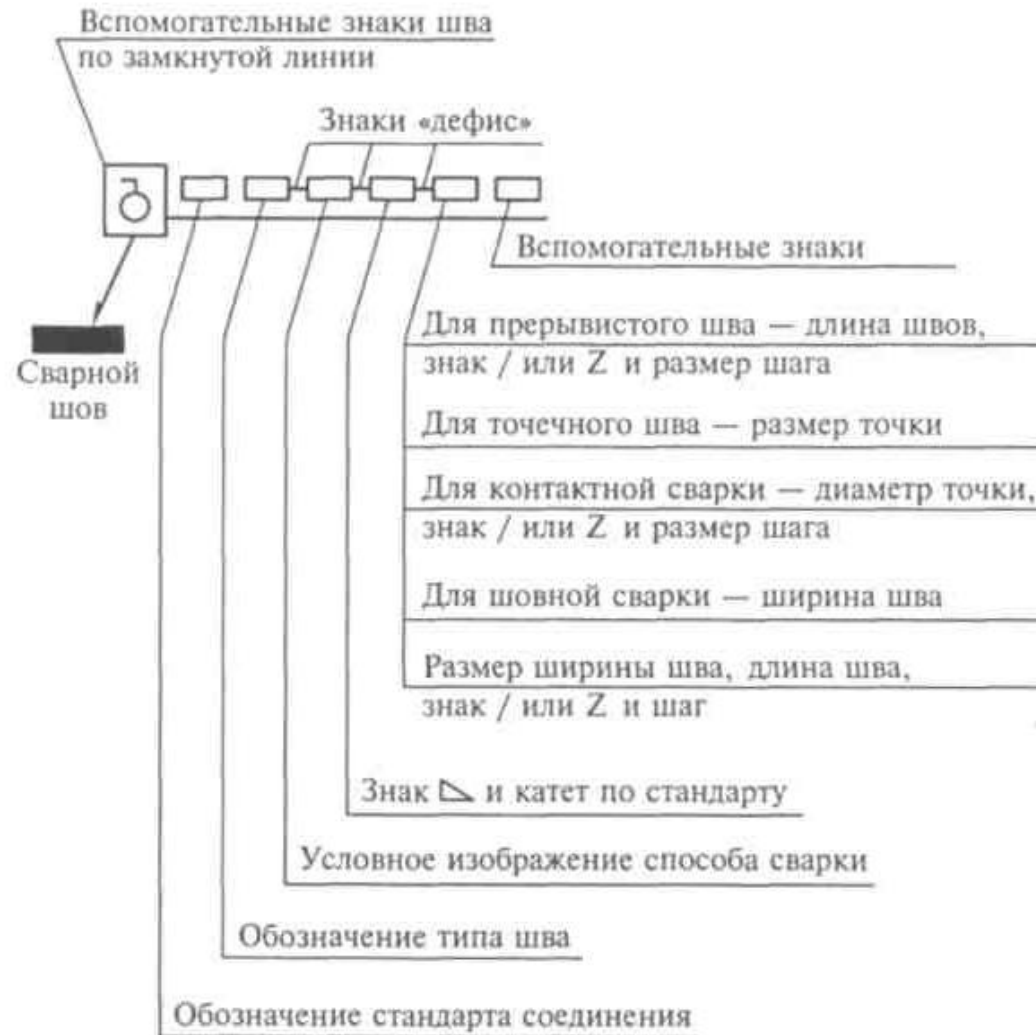 Вспомогательные знаки шва
по замкнутой линии
Знаки «дефис»
Вспомогательные знаки
Сварной
шов
Для прерывистого шва — длина швов,
знак / или Z и размер шага
Для точечного шва — размер точки
Для контактной сварки — диаметр точки,
знак / или Z и размер шага
Для шовной сварки — ширина шва
Размер ширины шва, длина шва,
знак / или Z и шаг
Знак ◺ и катет по стандарту
Условное изображение способа сварки
Обозначение типа шва
Обозначение стандарта соединения